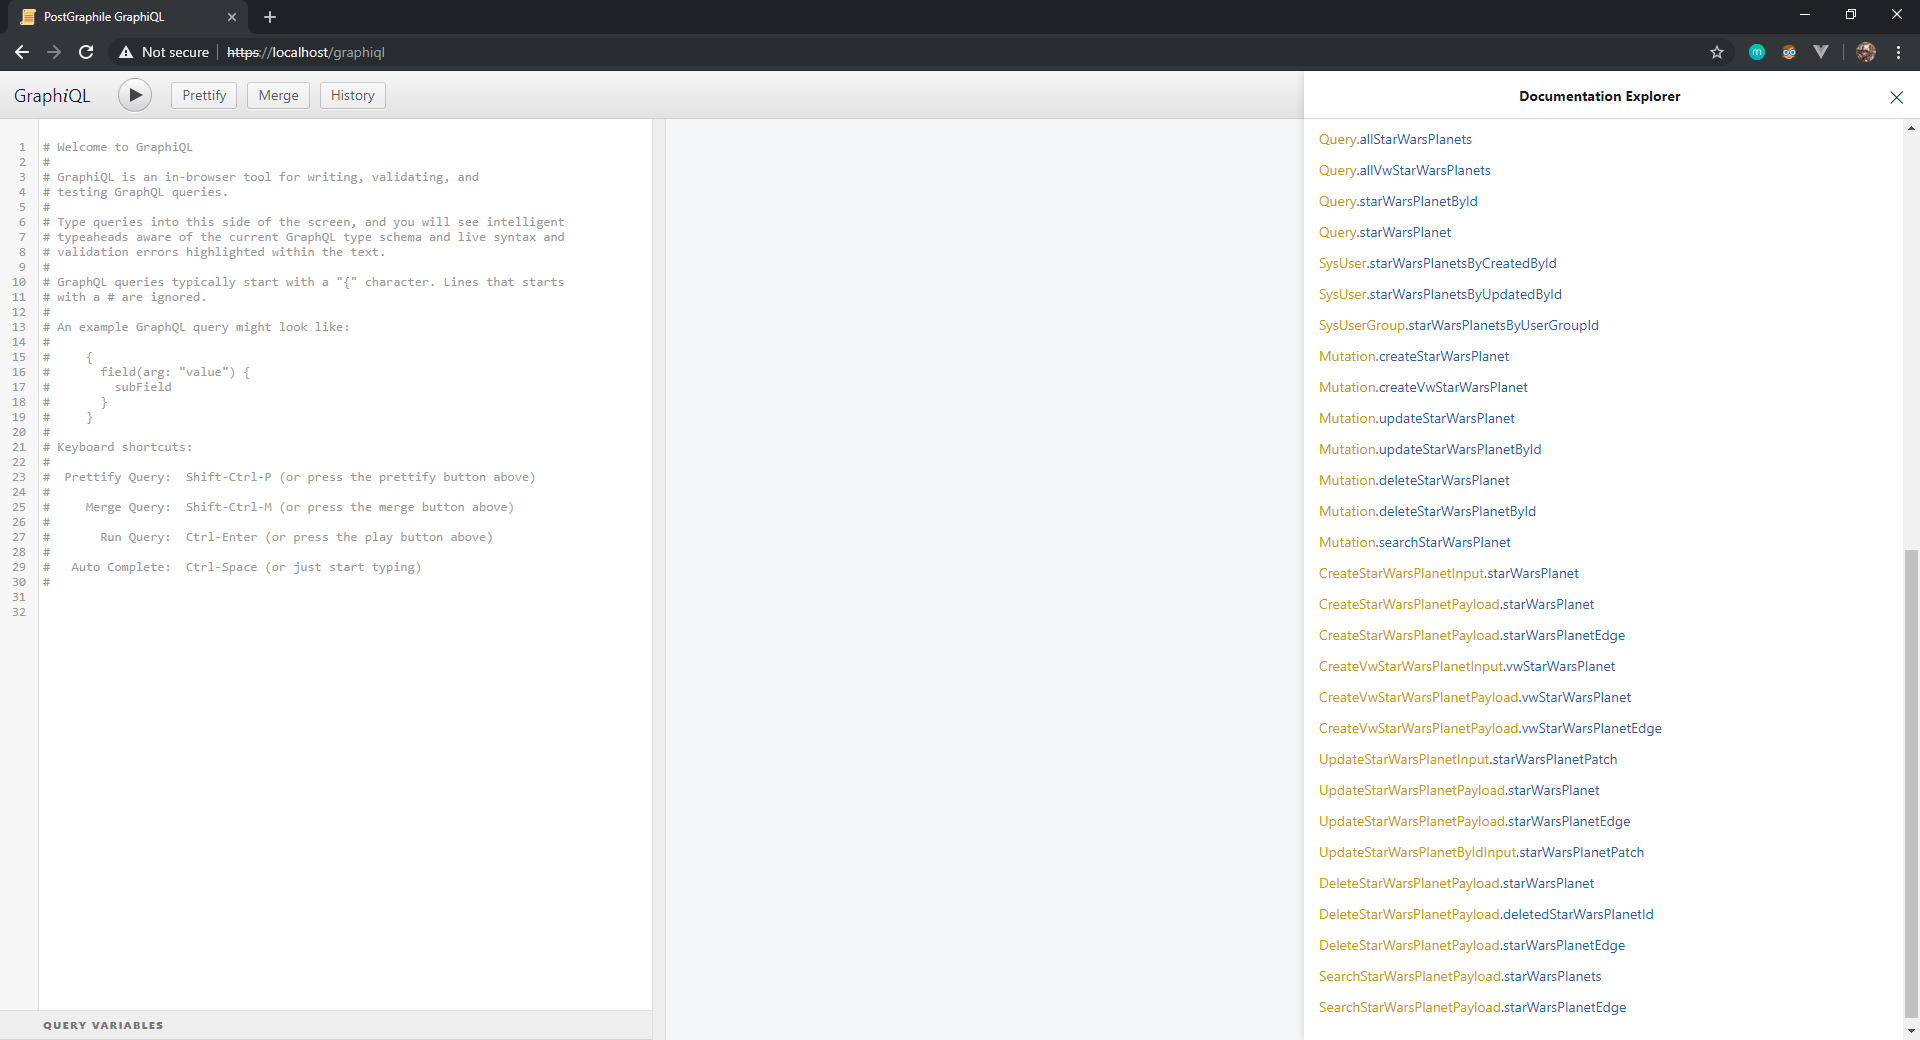 PostGraphile GraphiQL
Not secure https://localhost/graphiql
m
GraphiQL
Prettify
Merge
History
1 # Welcome to GraphiQL
2 #
3 # GraphiQL is an in-browser tool for writing, validating, and
4 # testing GraphQL queries.
5 #
6 # Type queries into this side of the screen, and you will see intelligent
7 # typeaheads aware of the current GraphQL type schema and live syntax and
8 # validation errors highlighted within the text.
9 #
10 # GraphQL queries typically start with a "{" character. Lines that starts
11 # with a # are ignored.
12 #
13 # An example GraphQL query might look like:
14 #
15 #     {
16 #       field(arg: "value") {
17 #         subField
18 #       }
19 #     }
20 #
21 # Keyboard shortcuts:
22 #
23 #  Prettify Query:  Shift-Ctrl-P (or press the prettify button above)
24 #
25 #     Merge Query:  Shift-Ctrl-M (or press the merge button above)
26 #
27 #       Run Query:  Ctrl-Enter (or press the play button above)
28 #
29 #   Auto Complete:  Ctrl-Space (or just start typing)
30 #
31
32
QUERY VARIABLES
Documentation Explorer
Query.allStarWarsPlanets
Query.allVwStarWarsPlanets
Query.starWarsPlanetById
Query.starWarsPlanet
SysUser.starWarsPlanetsByCreatedById
SysUser.starWarsPlanetsByUpdatedById
SysUserGroup.starWarsPlanetsByUserGroupId
Mutation.createStarWarsPlanet
Mutation.createVwStarWarsPlanet
Mutation.updateStarWarsPlanet
Mutation.updateStarWarsPlanetById
Mutation.deleteStarWarsPlanet
Mutation.deleteStarWarsPlanetById
Mutation.searchStarWarsPlanet
CreateStarWarsPlanetInput.starWarsPlanet
CreateStarWarsPlanetPayload.starWarsPlanet
CreateStarWarsPlanetPayload.starWarsPlanetEdge
CreateVwStarWarsPlanetInput.vwStarWarsPlanet
CreateVwStarWarsPlanetPayload.vwStarWarsPlanet
CreateVwStarWarsPlanetPayload.vwStarWarsPlanetEdge
UpdateStarWarsPlanetInput.starWarsPlanetPatch
UpdateStarWarsPlanetPayload.starWarsPlanet
UpdateStarWarsPlanetPayload.starWarsPlanetEdge
UpdateStarWarsPlanetByIdInput.starWarsPlanetPatch
DeleteStarWarsPlanetPayload.starWarsPlanet
DeleteStarWarsPlanetPayload.deletedStarWarsPlanetId
DeleteStarWarsPlanetPayload.starWarsPlanetEdge
SearchStarWarsPlanetPayload.starWarsPlanets
SearchStarWarsPlanetPayload.starWarsPlanetEdge